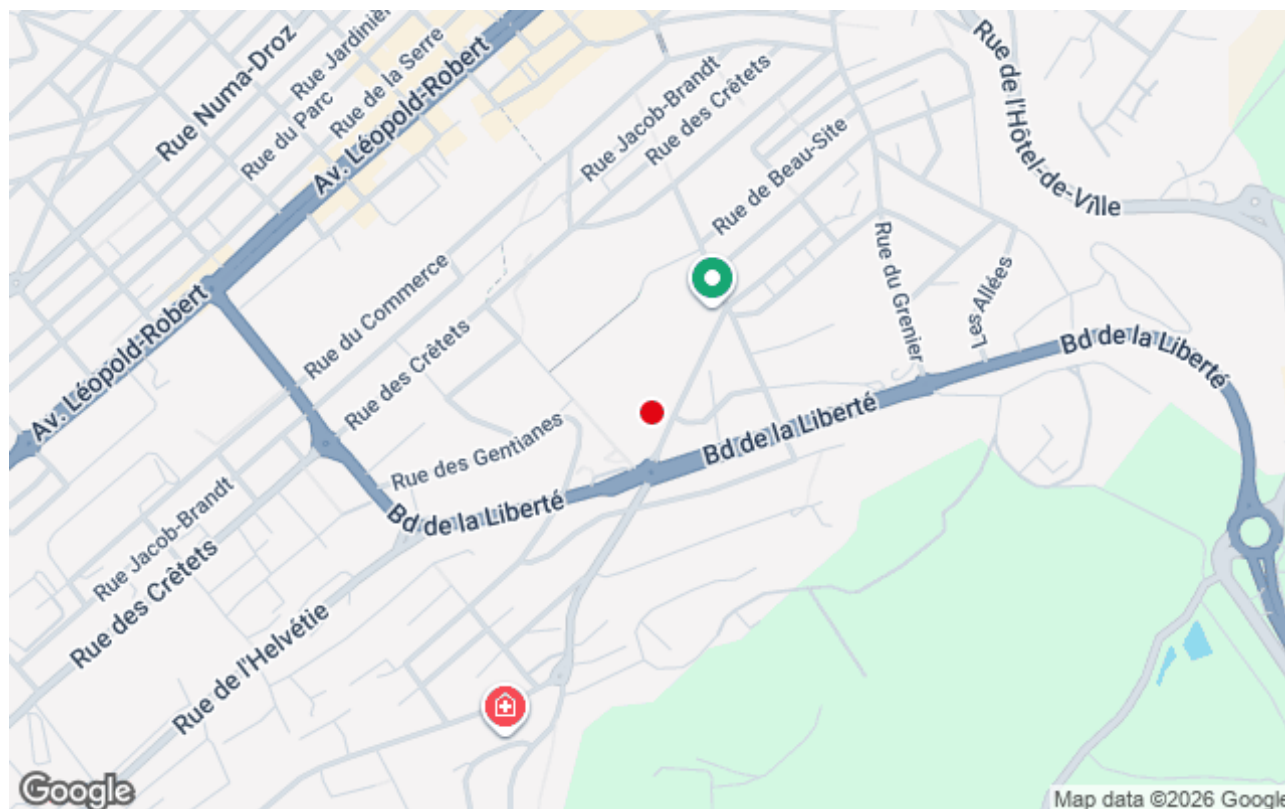 Rue Numa-Droz
Rue Jardinière
Rue du Parc
Rue de la Serre
Av. Léopold-Robert
Rue Jacob-Brandt
Rue des Crêtets
Rue de Beau-Site
Rue de l'Hôtel-de-Ville
Rue du Grenier
Les Allées
Av. Léopold-Robert
Rue du Commerce
Rue des Crêtets
Rue des Gentianes
Bd de la Liberté
Bd de la Liberté
Bd de la Liberté
Rue Jacob-Brandt
Rue des Crêtets
Rue de l'Helvétie
Google
Map data ©2026 Google